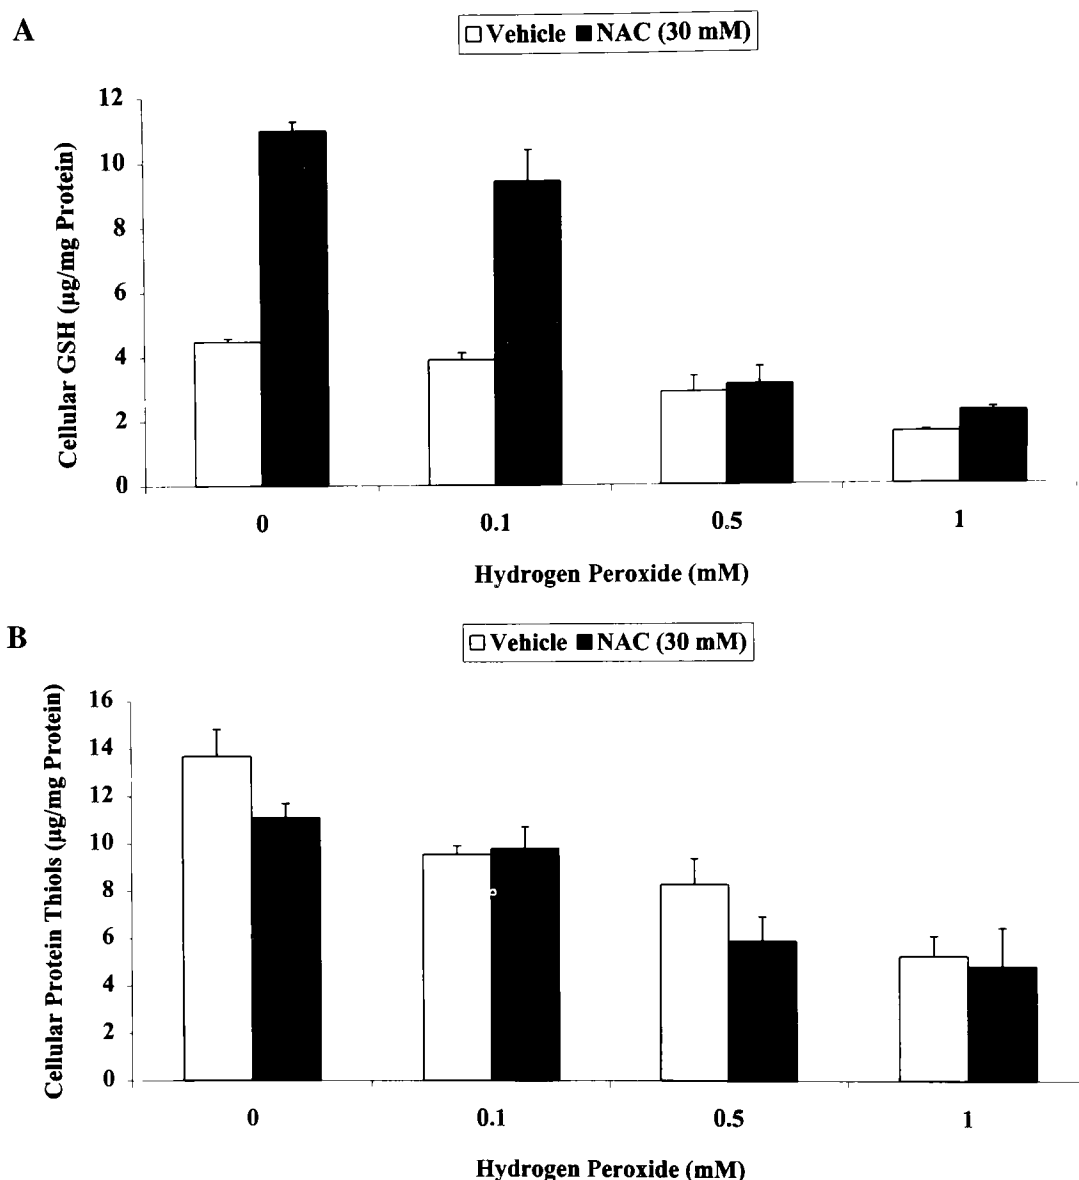 A
Vehicle NAC (30 mM)
Cellular GSH (µg/mg Protein)
12
10
8
6
4
2
0
0 0.1 0.5 1
Hydrogen Peroxide (mM)
B
Vehicle NAC (30 mM)
Cellular Protein Thiols (µg/mg Protein)
16
14
12
10
8
6
4
2
0
0 0.1 0.5 1
Hydrogen Peroxide (mM)